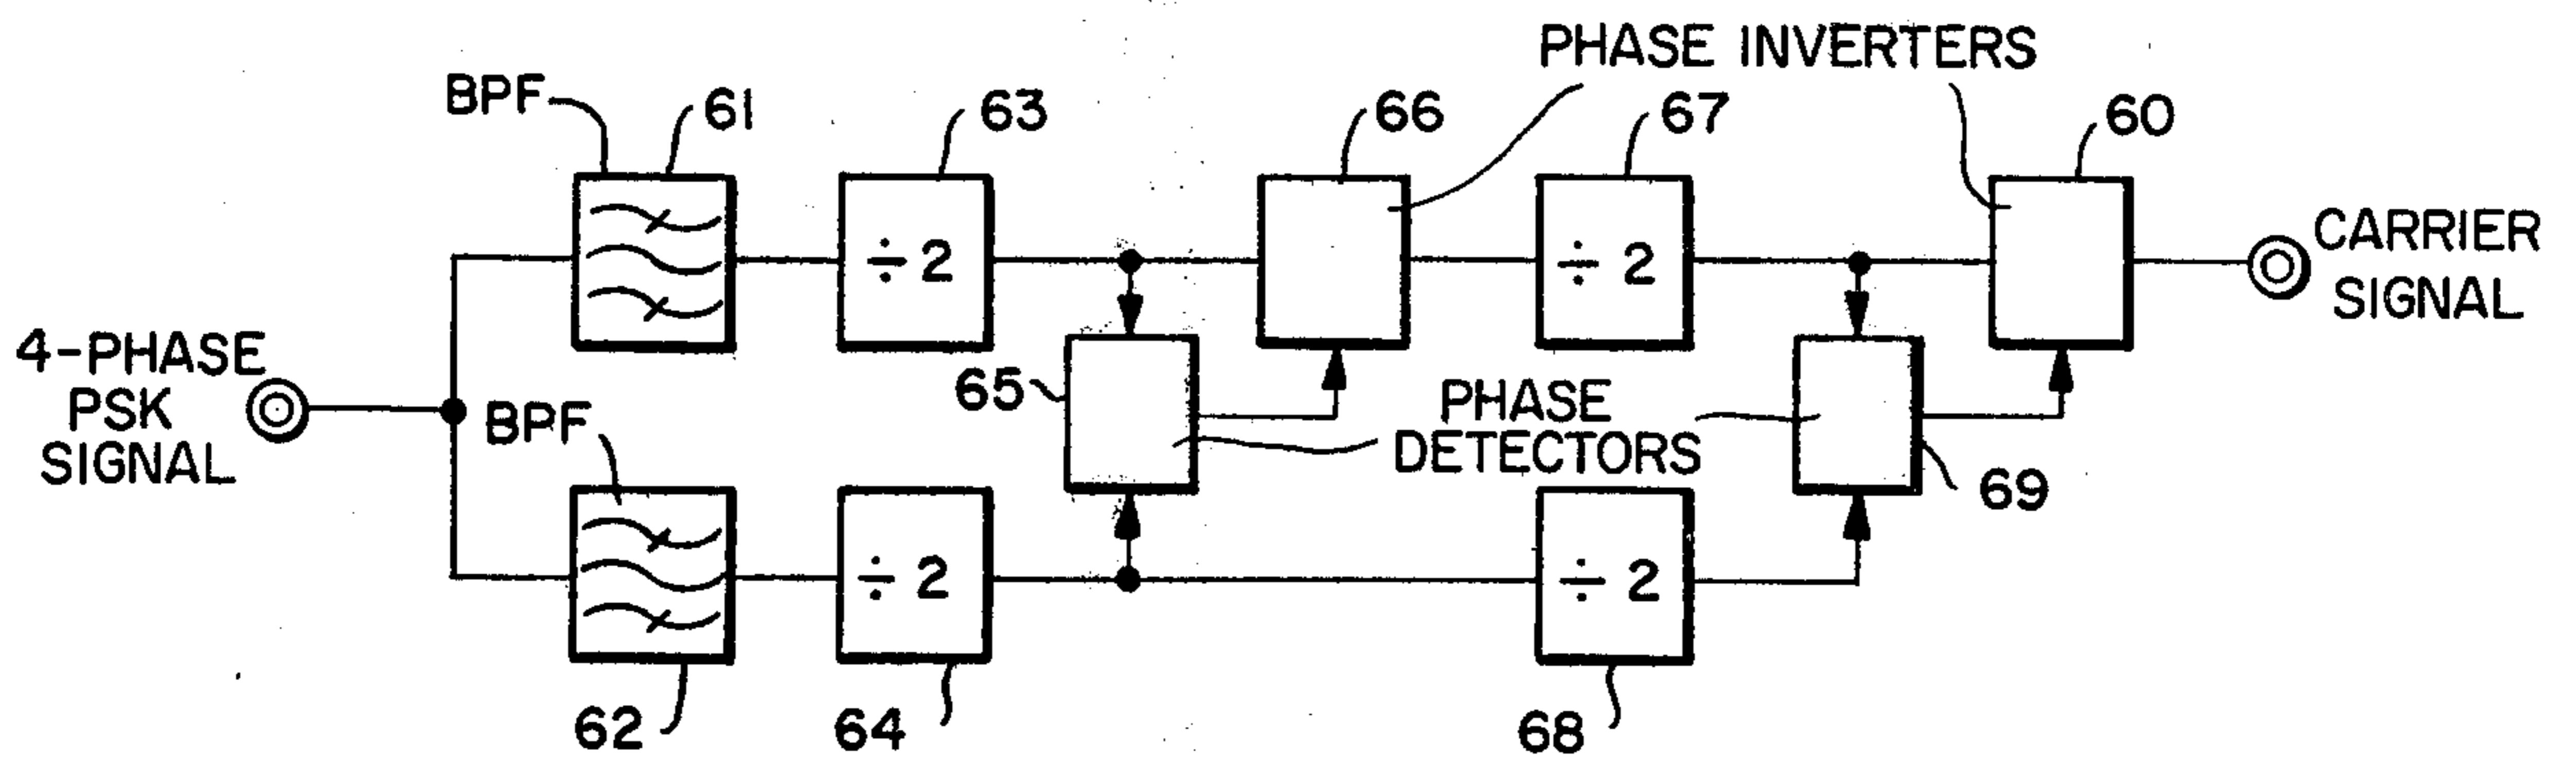 PHASE INVERTERS
BPF
61
63
66
67
60
÷ 2
÷ 2
CARRIER
SIGNAL
4-PHASE
PSK
SIGNAL
65
PHASE
DETECTORS
69
BPF
÷ 2
÷ 2
62
64
68